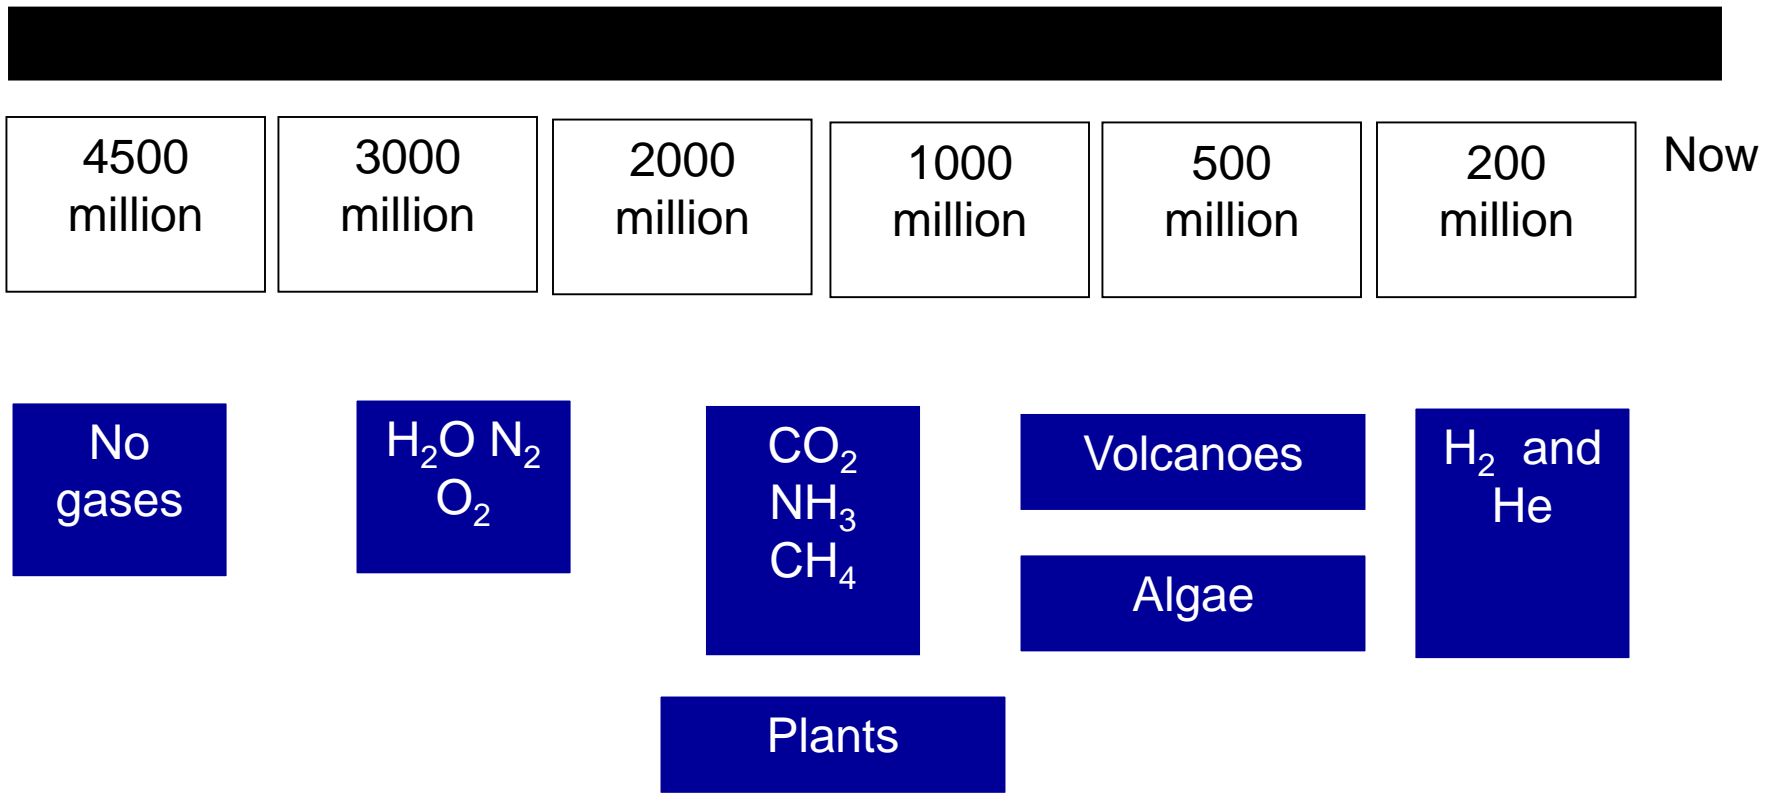 4500
million
3000
million
2000
million
1000
million
500
million
200
million
Now
No
gases
H₂O N₂
O₂
CO₂
NH₃
CH₄
Volcanoes
Algae
H₂ and
He
Plants